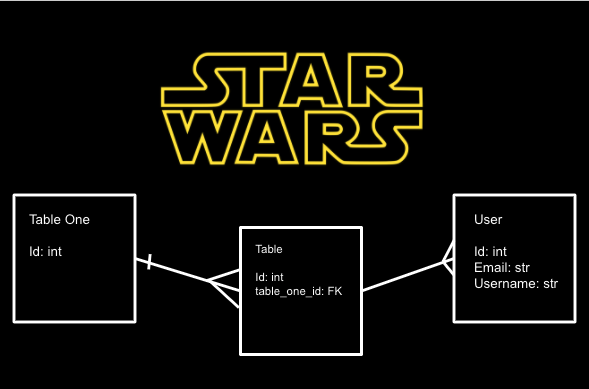 STAR
WARS
Table One
Id: int
Table
Id: int
table_one_id: FK
User
Id: int
Email: str
Username: str